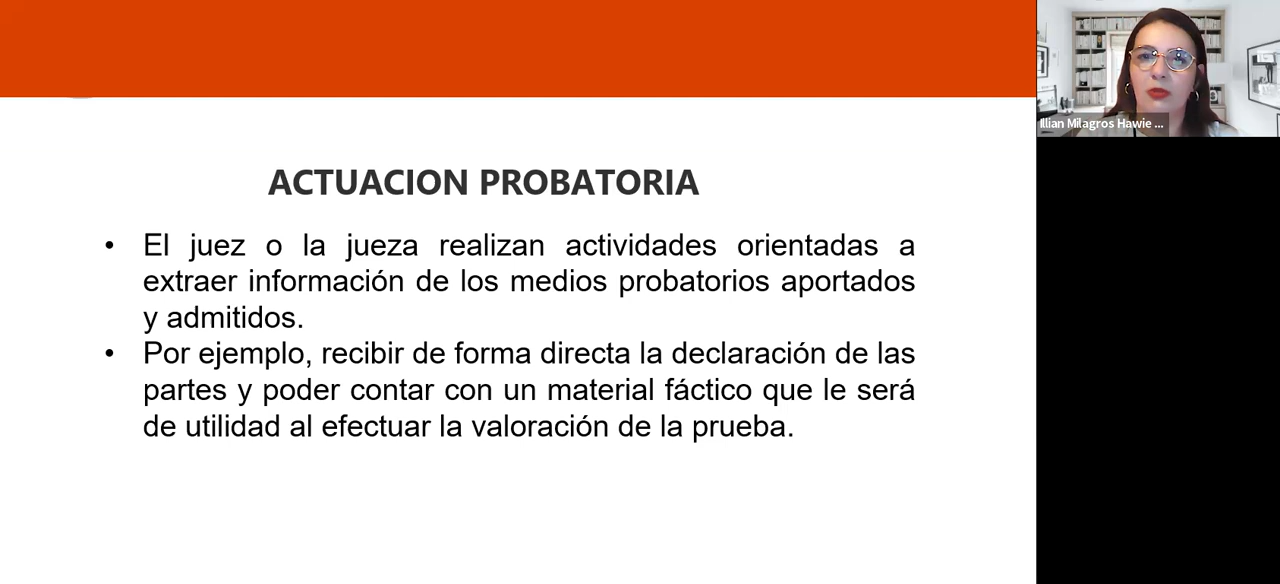 ACTUACION PROBATORIA
• El juez o la jueza realizan actividades orientadas a
extraer información de los medios probatorios aportados
y admitidos.
• Por ejemplo, recibir de forma directa la declaración de las
partes y poder contar con un material fáctico que le será
de utilidad al efectuar la valoración de la prueba.
llian Milagros Hawie ...